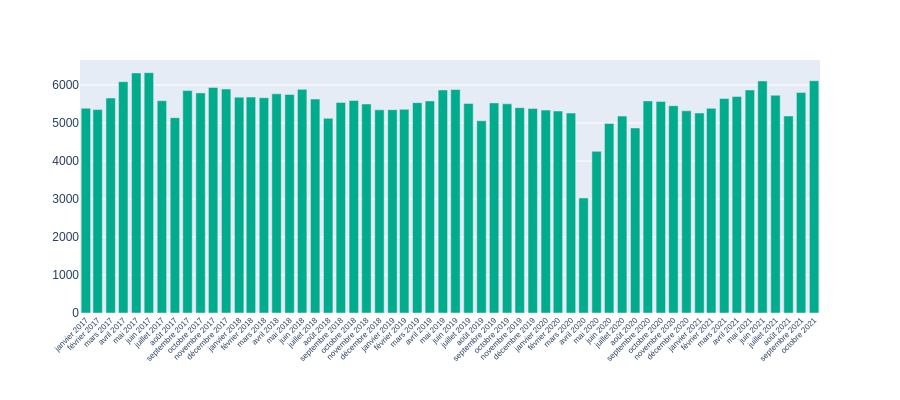 6000
5000
4000
3000
2000
1000
0
janvier 2017
février 2017
mars 2017
avril 2017
mai 2017
juin 2017
juillet 2017
août 2017
septembre 2017
octobre 2017
novembre 2017
décembre 2017
janvier 2018
février 2018
mars 2018
avril 2018
mai 2018
juin 2018
juillet 2018
août 2018
septembre 2018
octobre 2018
novembre 2018
décembre 2018
janvier 2019
février 2019
mars 2019
avril 2019
mai 2019
juin 2019
juillet 2019
août 2019
septembre 2019
octobre 2019
novembre 2019
décembre 2019
janvier 2020
février 2020
mars 2020
avril 2020
mai 2020
juin 2020
juillet 2020
août 2020
septembre 2020
octobre 2020
novembre 2020
décembre 2020
janvier 2021
février 2021
mars 2021
avril 2021
mai 2021
juin 2021
juillet 2021
août 2021
septembre 2021
octobre 2021